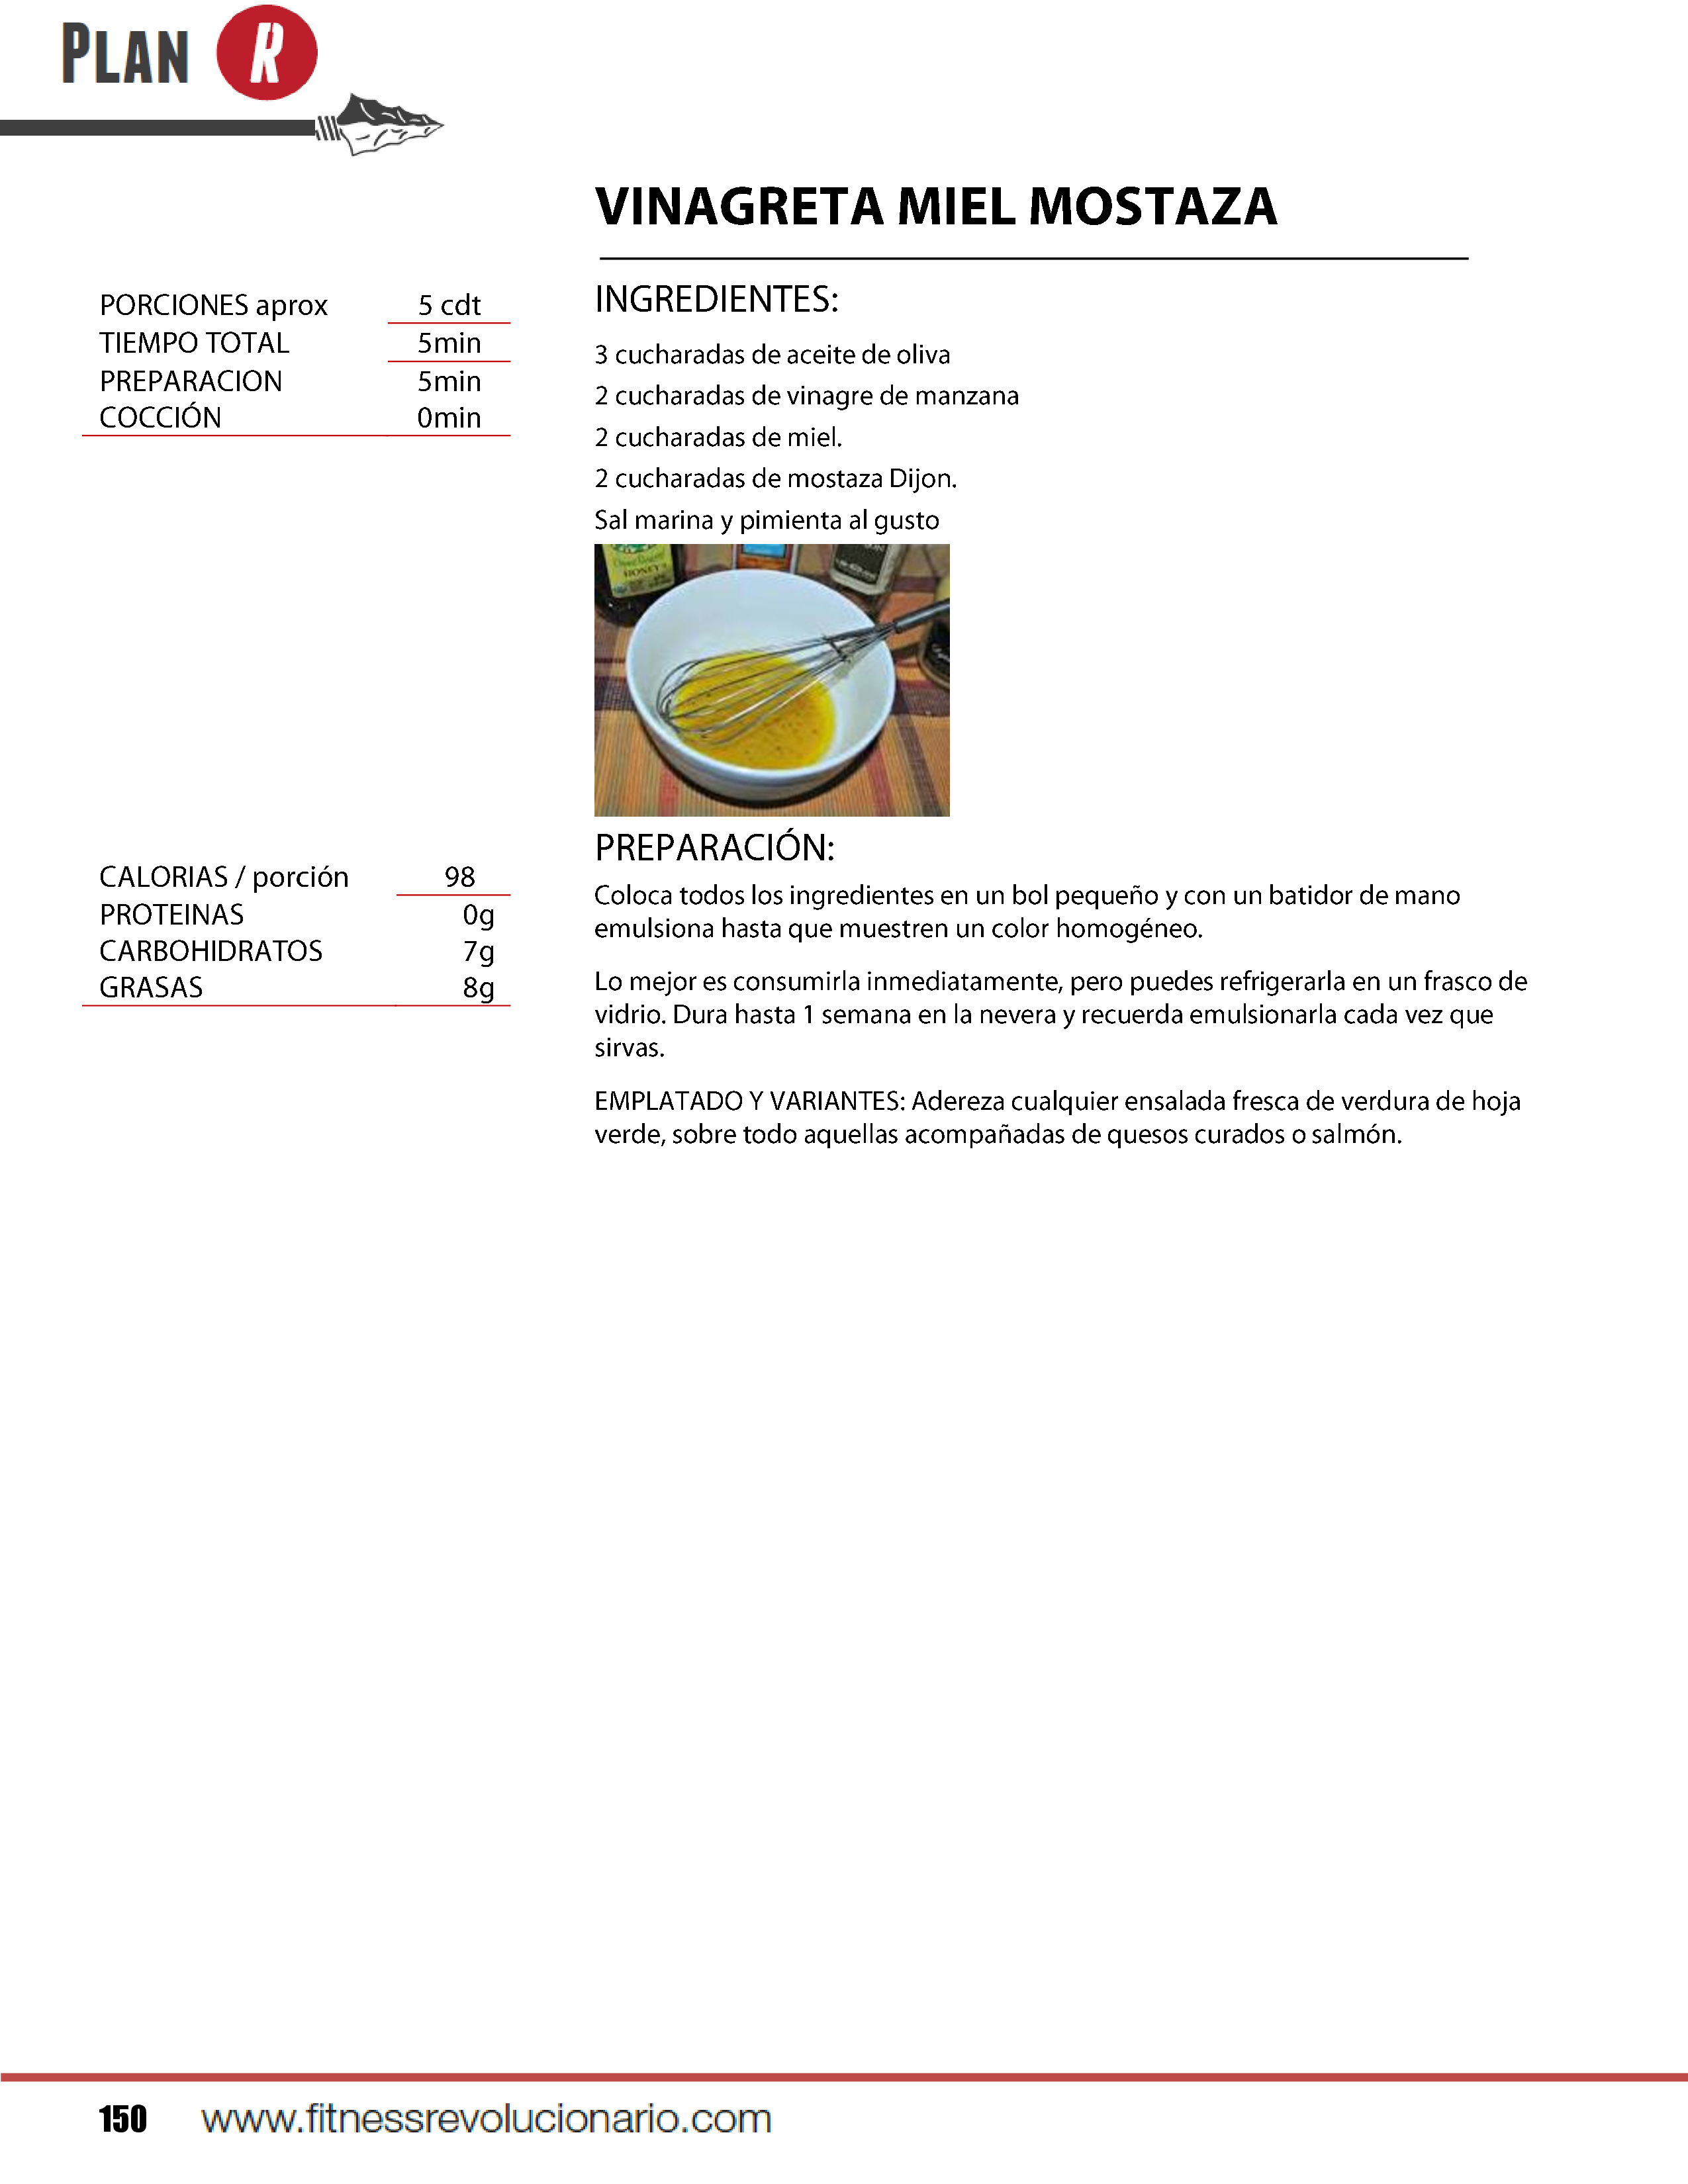 PLAN R
VINAGRETA MIEL MOSTAZA
PORCIONES aprox 5 cdt
TIEMPO TOTAL 5min
PREPARACION 5min
COCCIÓN 0min
INGREDIENTES:
3 cucharadas de aceite de oliva
2 cucharadas de vinagre de manzana
2 cucharadas de miel.
2 cucharadas de mostaza Dijon.
Sal marina y pimienta al gusto
HONEY
CALORIAS / porción 98
PROTEINAS 0g
CARBOHIDRATOS 7g
GRASAS 8g
PREPARACIÓN:
Coloca todos los ingredientes en un bol pequeño y con un batidor de mano
emulsiona hasta que muestren un color homogéneo.
Lo mejor es consumirla inmediatamente, pero puedes refrigerarla en un frasco de
vidrio. Dura hasta 1 semana en la nevera y recuerda emulsionarla cada vez que
sirvas.
EMPLATADO Y VARIANTES: Adereza cualquier ensalada fresca de verdura de hoja
verde, sobre todo aquellas acompañadas de quesos curados o salmón.
150 www.fitnessrevolucionario.com